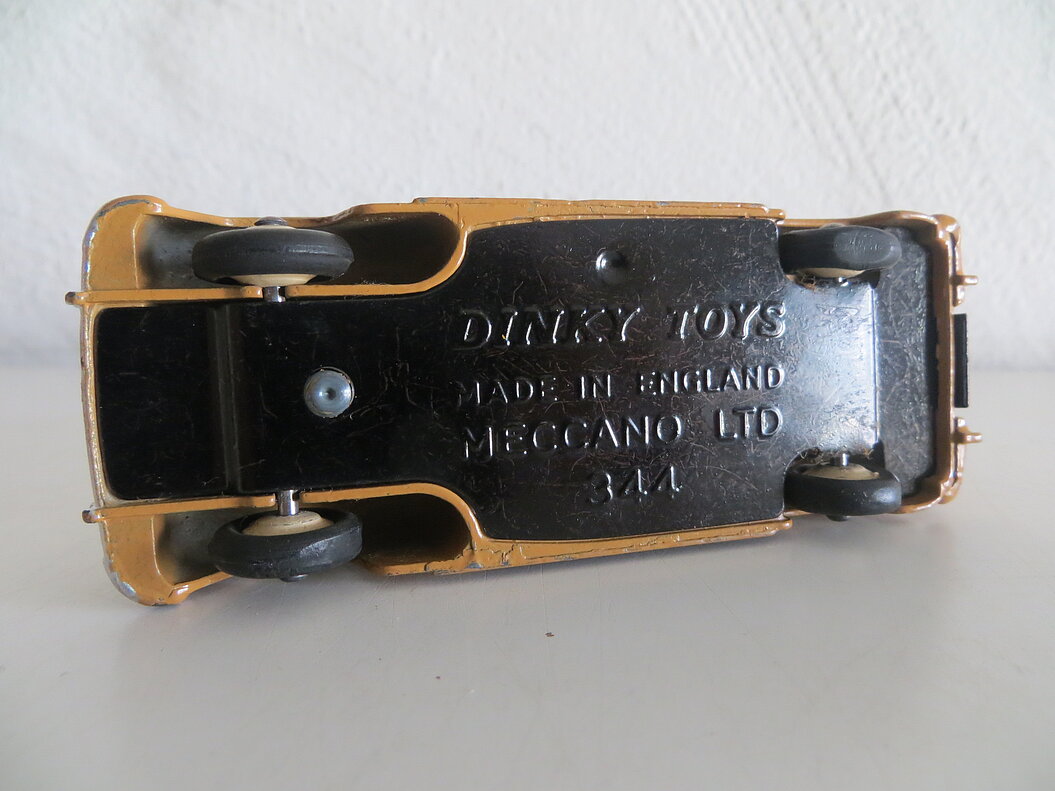 DINKY TOYS
MADE IN ENGLAND
MECCANO LTD
344